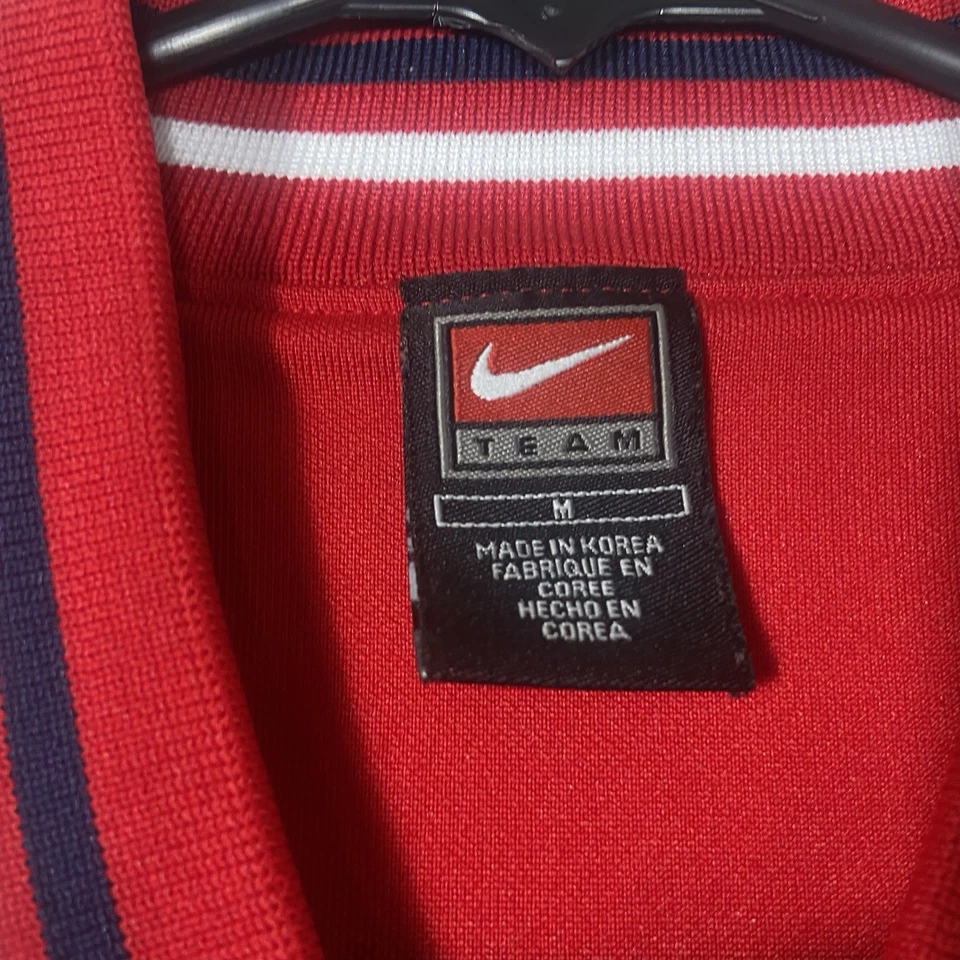 TEAM
M
MADE IN KOREA
FABRIQUE EN
COREE
HECHO EN
COREA